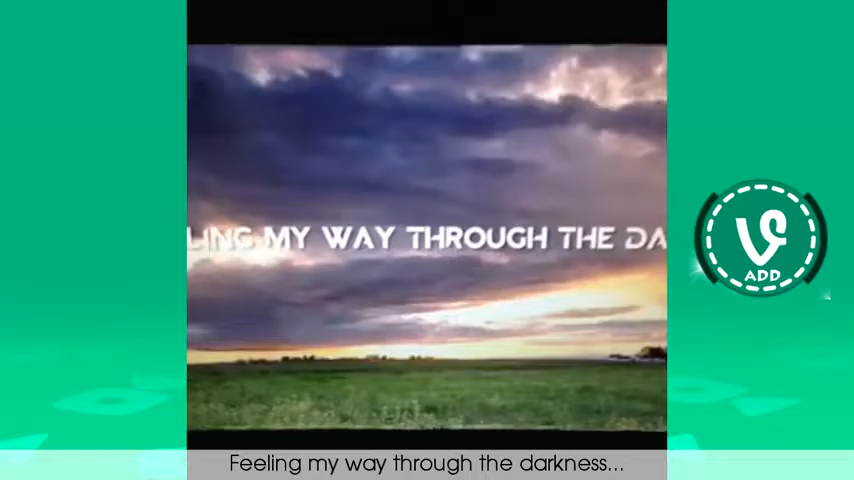 LING MY WAY THROUGH THE DA
ADD
Feeling my way through the darkness...